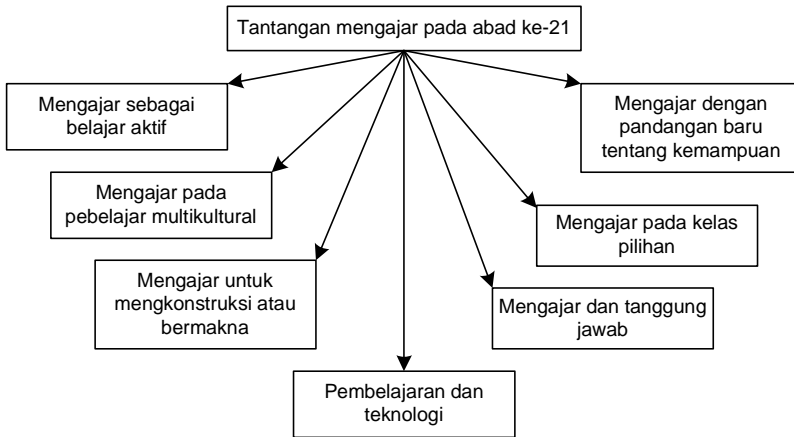 Tantangan mengajar pada abad ke-21
Mengajar sebagai
belajar aktif
Mengajar dengan
pandangan baru
tentang kemampuan
Mengajar pada
pebelajar multikultural
Mengajar pada kelas
pilihan
Mengajar untuk
mengkonstruksi atau
bermakna
Mengajar dan tanggung
jawab
Pembelajaran dan
teknologi